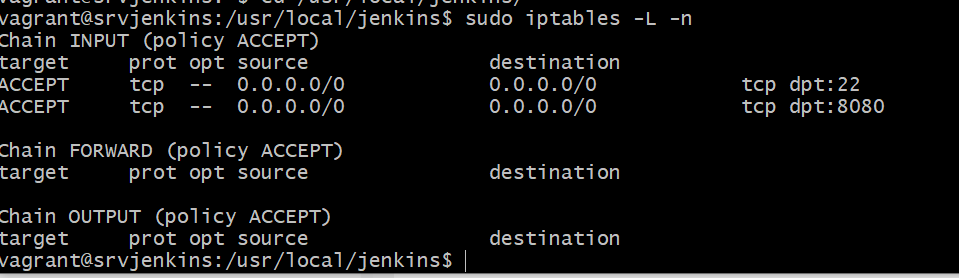 vagrant@srvjenkins:/usr/local/jenkins$ sudo iptables -L -n
Chain INPUT (policy ACCEPT)
target     prot opt source               destination
ACCEPT     tcp  --  0.0.0.0/0            0.0.0.0/0            tcp dpt:22
ACCEPT     tcp  --  0.0.0.0/0            0.0.0.0/0            tcp dpt:8080
Chain FORWARD (policy ACCEPT)
target     prot opt source               destination
Chain OUTPUT (policy ACCEPT)
target     prot opt source               destination
vagrant@srvjenkins:/usr/local/jenkins$